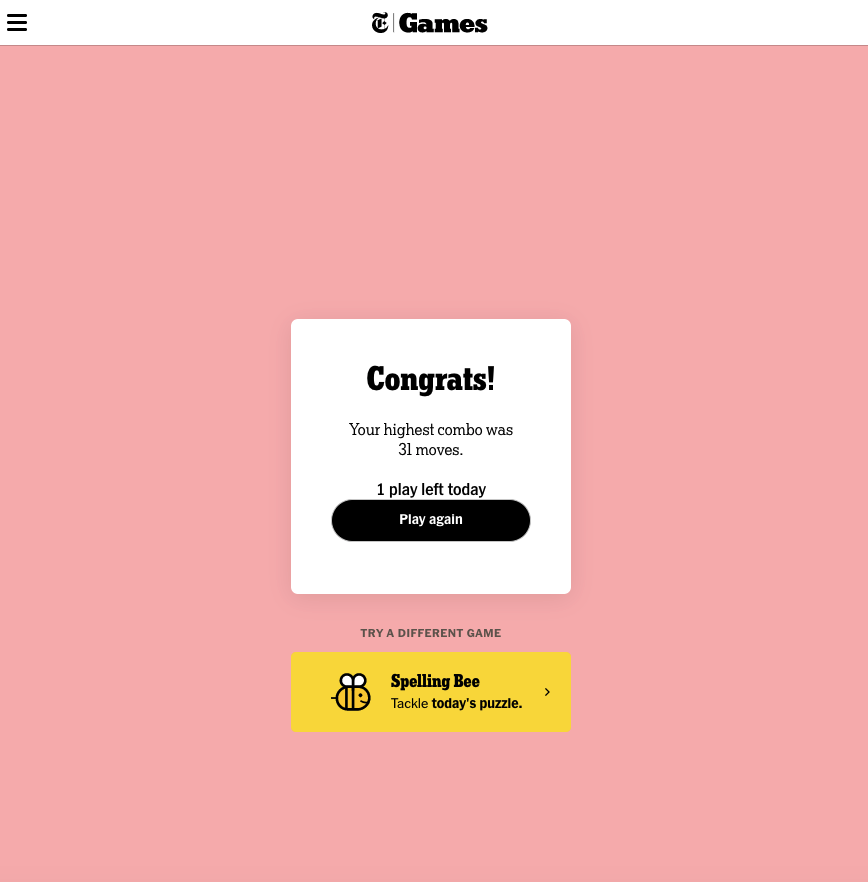 T Games
Congrats!
Your highest combo was
31 moves.
1 play left today
Play again
TRY A DIFFERENT GAME
Spelling Bee
Tackle today's puzzle.